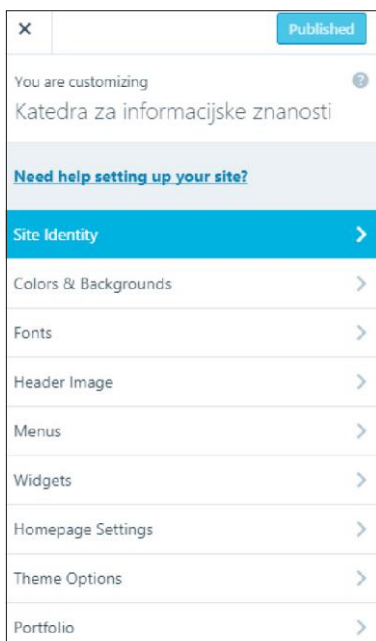 Published
You are customizing
Katedra za informacijske znanosti
Need help setting up your site?
Site Identity
Colors & Backgrounds
Fonts
Header Image
Menus
Widgets
Homepage Settings
Theme Options
Portfolio